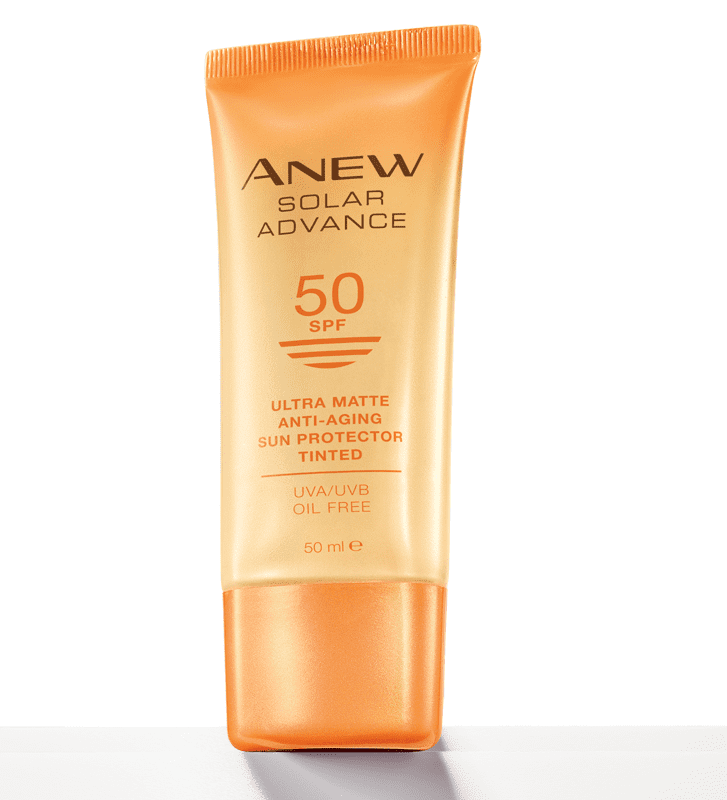 ANEW
SOLAR
ADVANCE
50
SPF
ULTRA MATTE
ANTI-AGING
SUN PROTECTOR
TINTED
UVA/UVB
OIL FREE
50 ml ℮